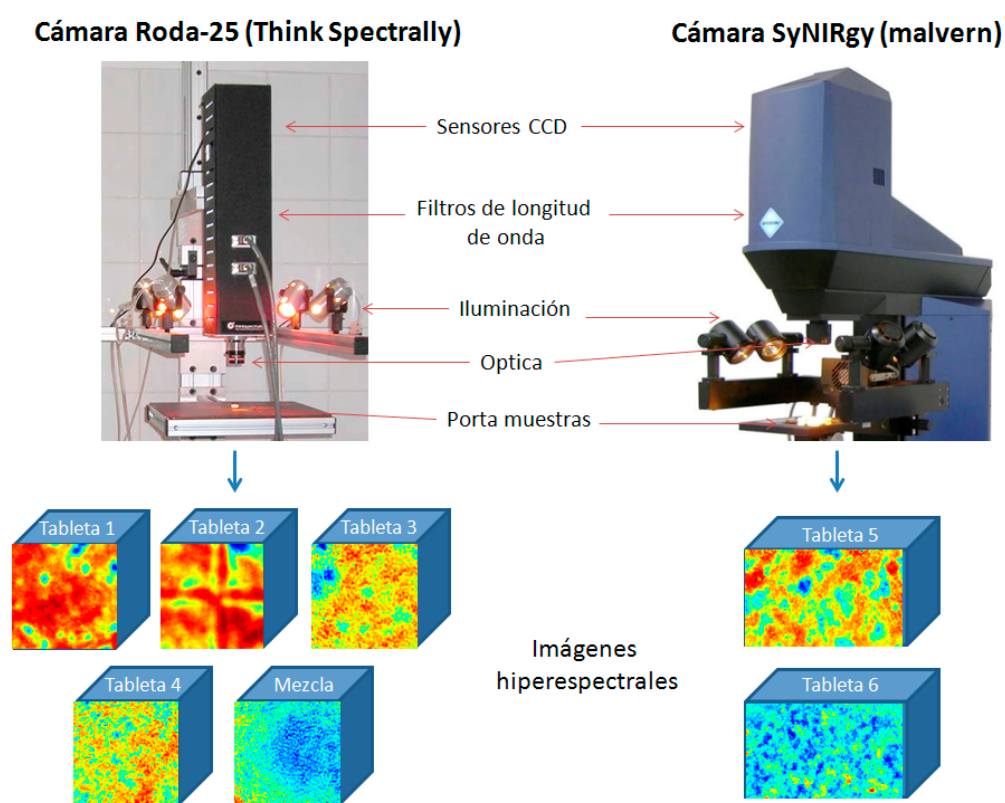 Cámara Roda-25 (Think Spectrally)
Cámara SyNIRgy (malvern)
Sensores CCD
Filtros de longitud
de onda
Iluminación
Optica
Porta muestras
Tableta 1
Tableta 2
Tableta 3
Tableta 5
Imágenes
hiperespectrales
Tableta 4
Mezcla
Tableta 6